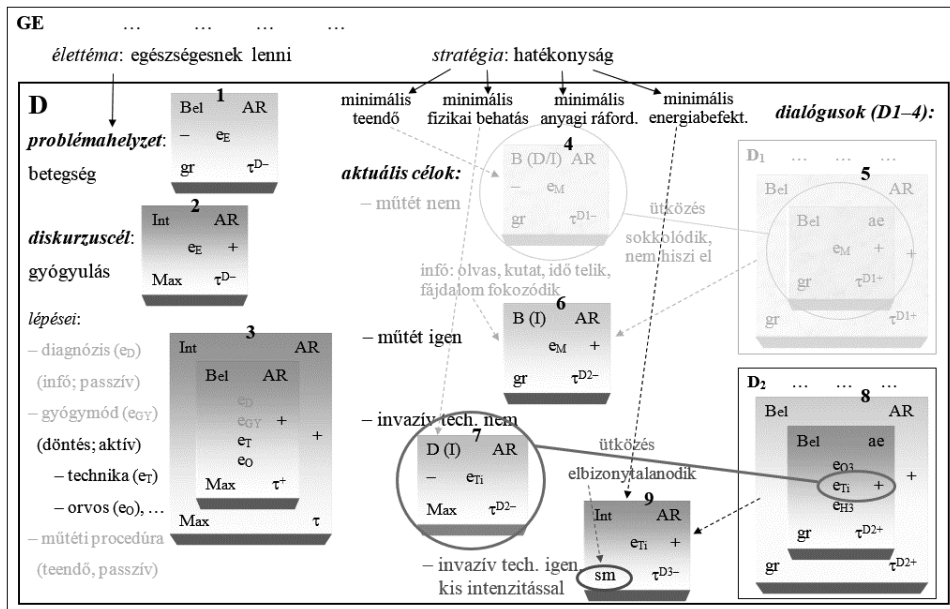 GE … … … …
élettéma: egészségesnek lenni
stratégia: hatékonyság
D
minimális teendő
minimális fizikai behatás
minimális anyagi ráford.
minimális energiabefekt.
dialógusok (D1–4):
problémahelyzet:
betegség
1
Bel AR
– eE
gr τD–
diskurzuscél:
gyógyulás
2
Int AR
eE +
Max τD–
lépései:
– diagnózis (eD)
(infó; passzív)
– gyógymód (eGY)
(döntés; aktív)
– technika (eT)
– orvos (eO), …
– műtéti procedúra
(teendő, passzív)
3
Int AR
Bel AR
eD
eGY +
eT
eO
+
Max τ+
Max τ
aktuális célok:
– műtét nem
4
B (D/I) AR
– eM
gr τD1–
ütközés
sokkolódik,
nem hiszi el
infó: olvas, kutat, idő telik,
fájdalom fokozódik
D1 … … …
5
Bel AR
Bel ae
eM +
+
gr τD1+
gr τD1+
– műtét igen
6
B (I) AR
eM +
gr τD2–
– invazív tech. nem
7
D (I) AR
– eTi
Max τD2–
ütközés
elbizonytalanodik
D2 … … …
8
Bel AR
Bel ae
eO3
eTi +
eH3
+
gr τD2+
gr τD2+
9
Int AR
eTi +
sm τD3–
– invazív tech. igen,
kis intenzitással